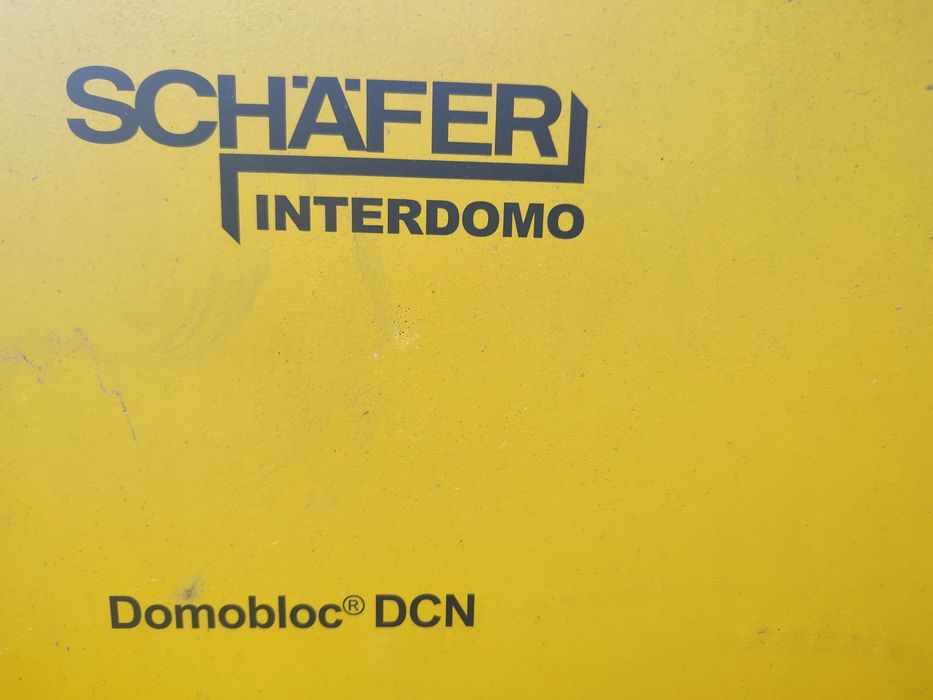 SCHÄFER
INTERDOMO
Domobloc® DCN